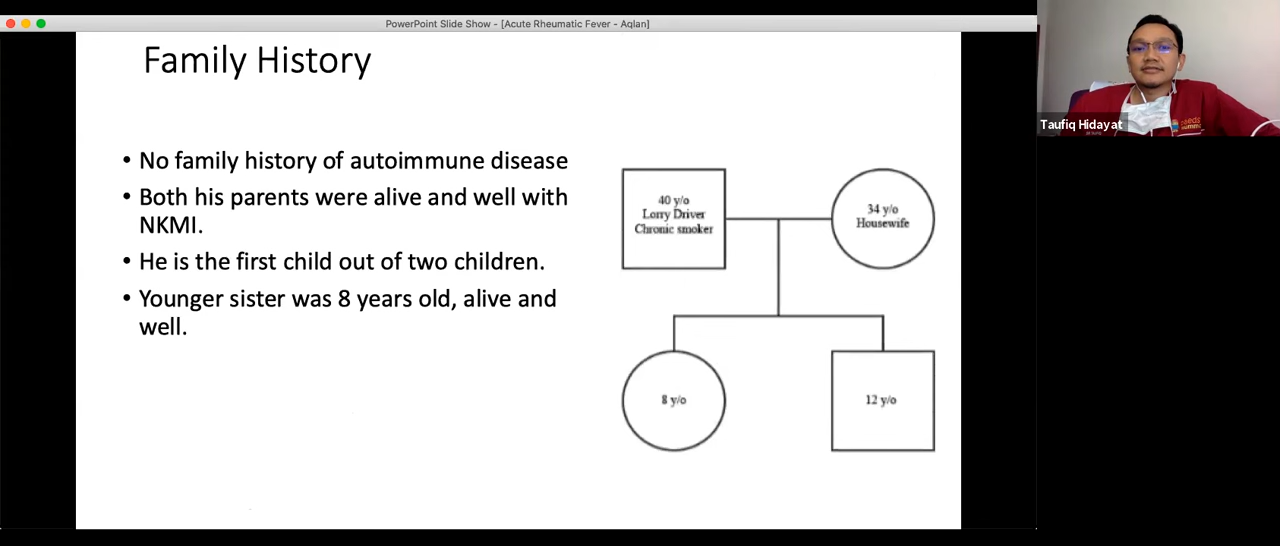 PowerPoint Slide Show - [Acute Rheumatic Fever - Aqlan]
Family History
• No family history of autoimmune disease
• Both his parents were alive and well with
NKMI.
• He is the first child out of two children.
• Younger sister was 8 years old, alive and
well.
40 y/o
Lorry Driver
Chronic smoker
34 y/o
Housewife
8 y/o
12 y/o
Taufiq Hidayat